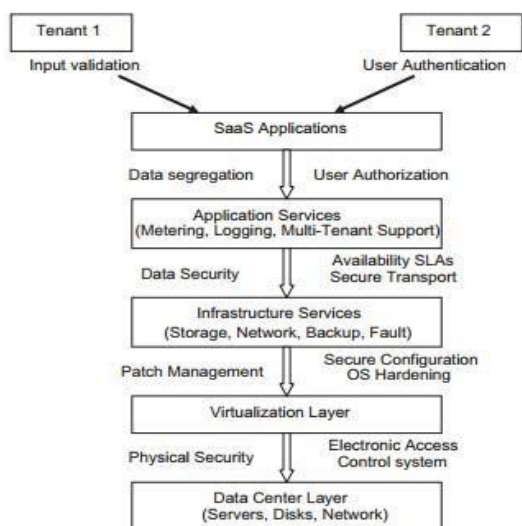 Tenant 1
Tenant 2
Input validation
User Authentication
SaaS Applications
Data segregation
User Authorization
Application Services
(Metering, Logging, Multi-Tenant Support)
Data Security
Availability SLAs
Secure Transport
Infrastructure Services
(Storage, Network, Backup, Fault)
Patch Management
Secure Configuration
OS Hardening
Virtualization Layer
Physical Security
Electronic Access
Control system
Data Center Layer
(Servers, Disks, Network)